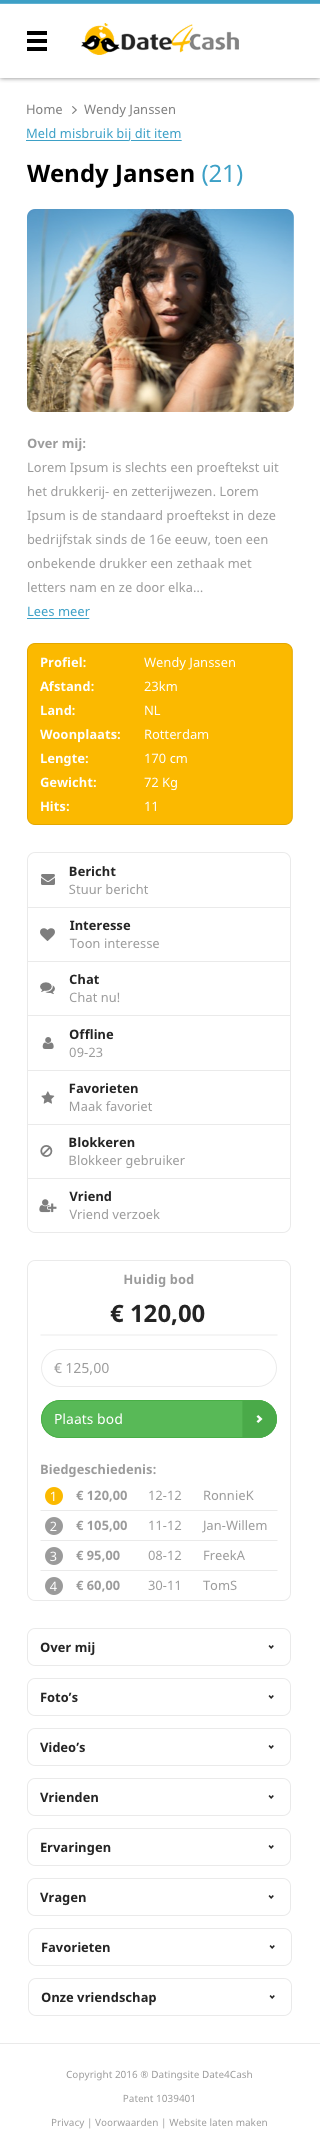 Date4Cash
Home > Wendy Janssen
Meld misbruik bij dit item
Wendy Jansen (21)
Over mij:
Lorem Ipsum is slechts een proeftekst uit
het drukkerij- en zetterijwezen. Lorem
Ipsum is de standaard proeftekst in deze
bedrijfstak sinds de 16e eeuw, toen een
onbekende drukker een zethaak met
letters nam en ze door elka...
Lees meer
Profiel: Wendy Janssen
Afstand: 23km
Land: NL
Woonplaats: Rotterdam
Lengte: 170 cm
Gewicht: 72 Kg
Hits: 11
Bericht
Stuur bericht
Interesse
Toon interesse
Chat
Chat nu!
Offline
09-23
Favorieten
Maak favoriet
Blokkeren
Blokkeer gebruiker
Vriend
Vriend verzoek
Huidig bod
€ 120,00
€ 125,00
Plaats bod
Biedgeschiedenis:
1 € 120,00 12-12 RonnieK
2 € 105,00 11-12 Jan-Willem
3 € 95,00 08-12 FreekA
4 € 60,00 30-11 TomS
Over mij
Foto's
Video's
Vrienden
Ervaringen
Vragen
Favorieten
Onze vriendschap
Copyright 2016 ® Datingsite Date4Cash
Patent 1039401
Privacy | Voorwaarden | Website laten maken